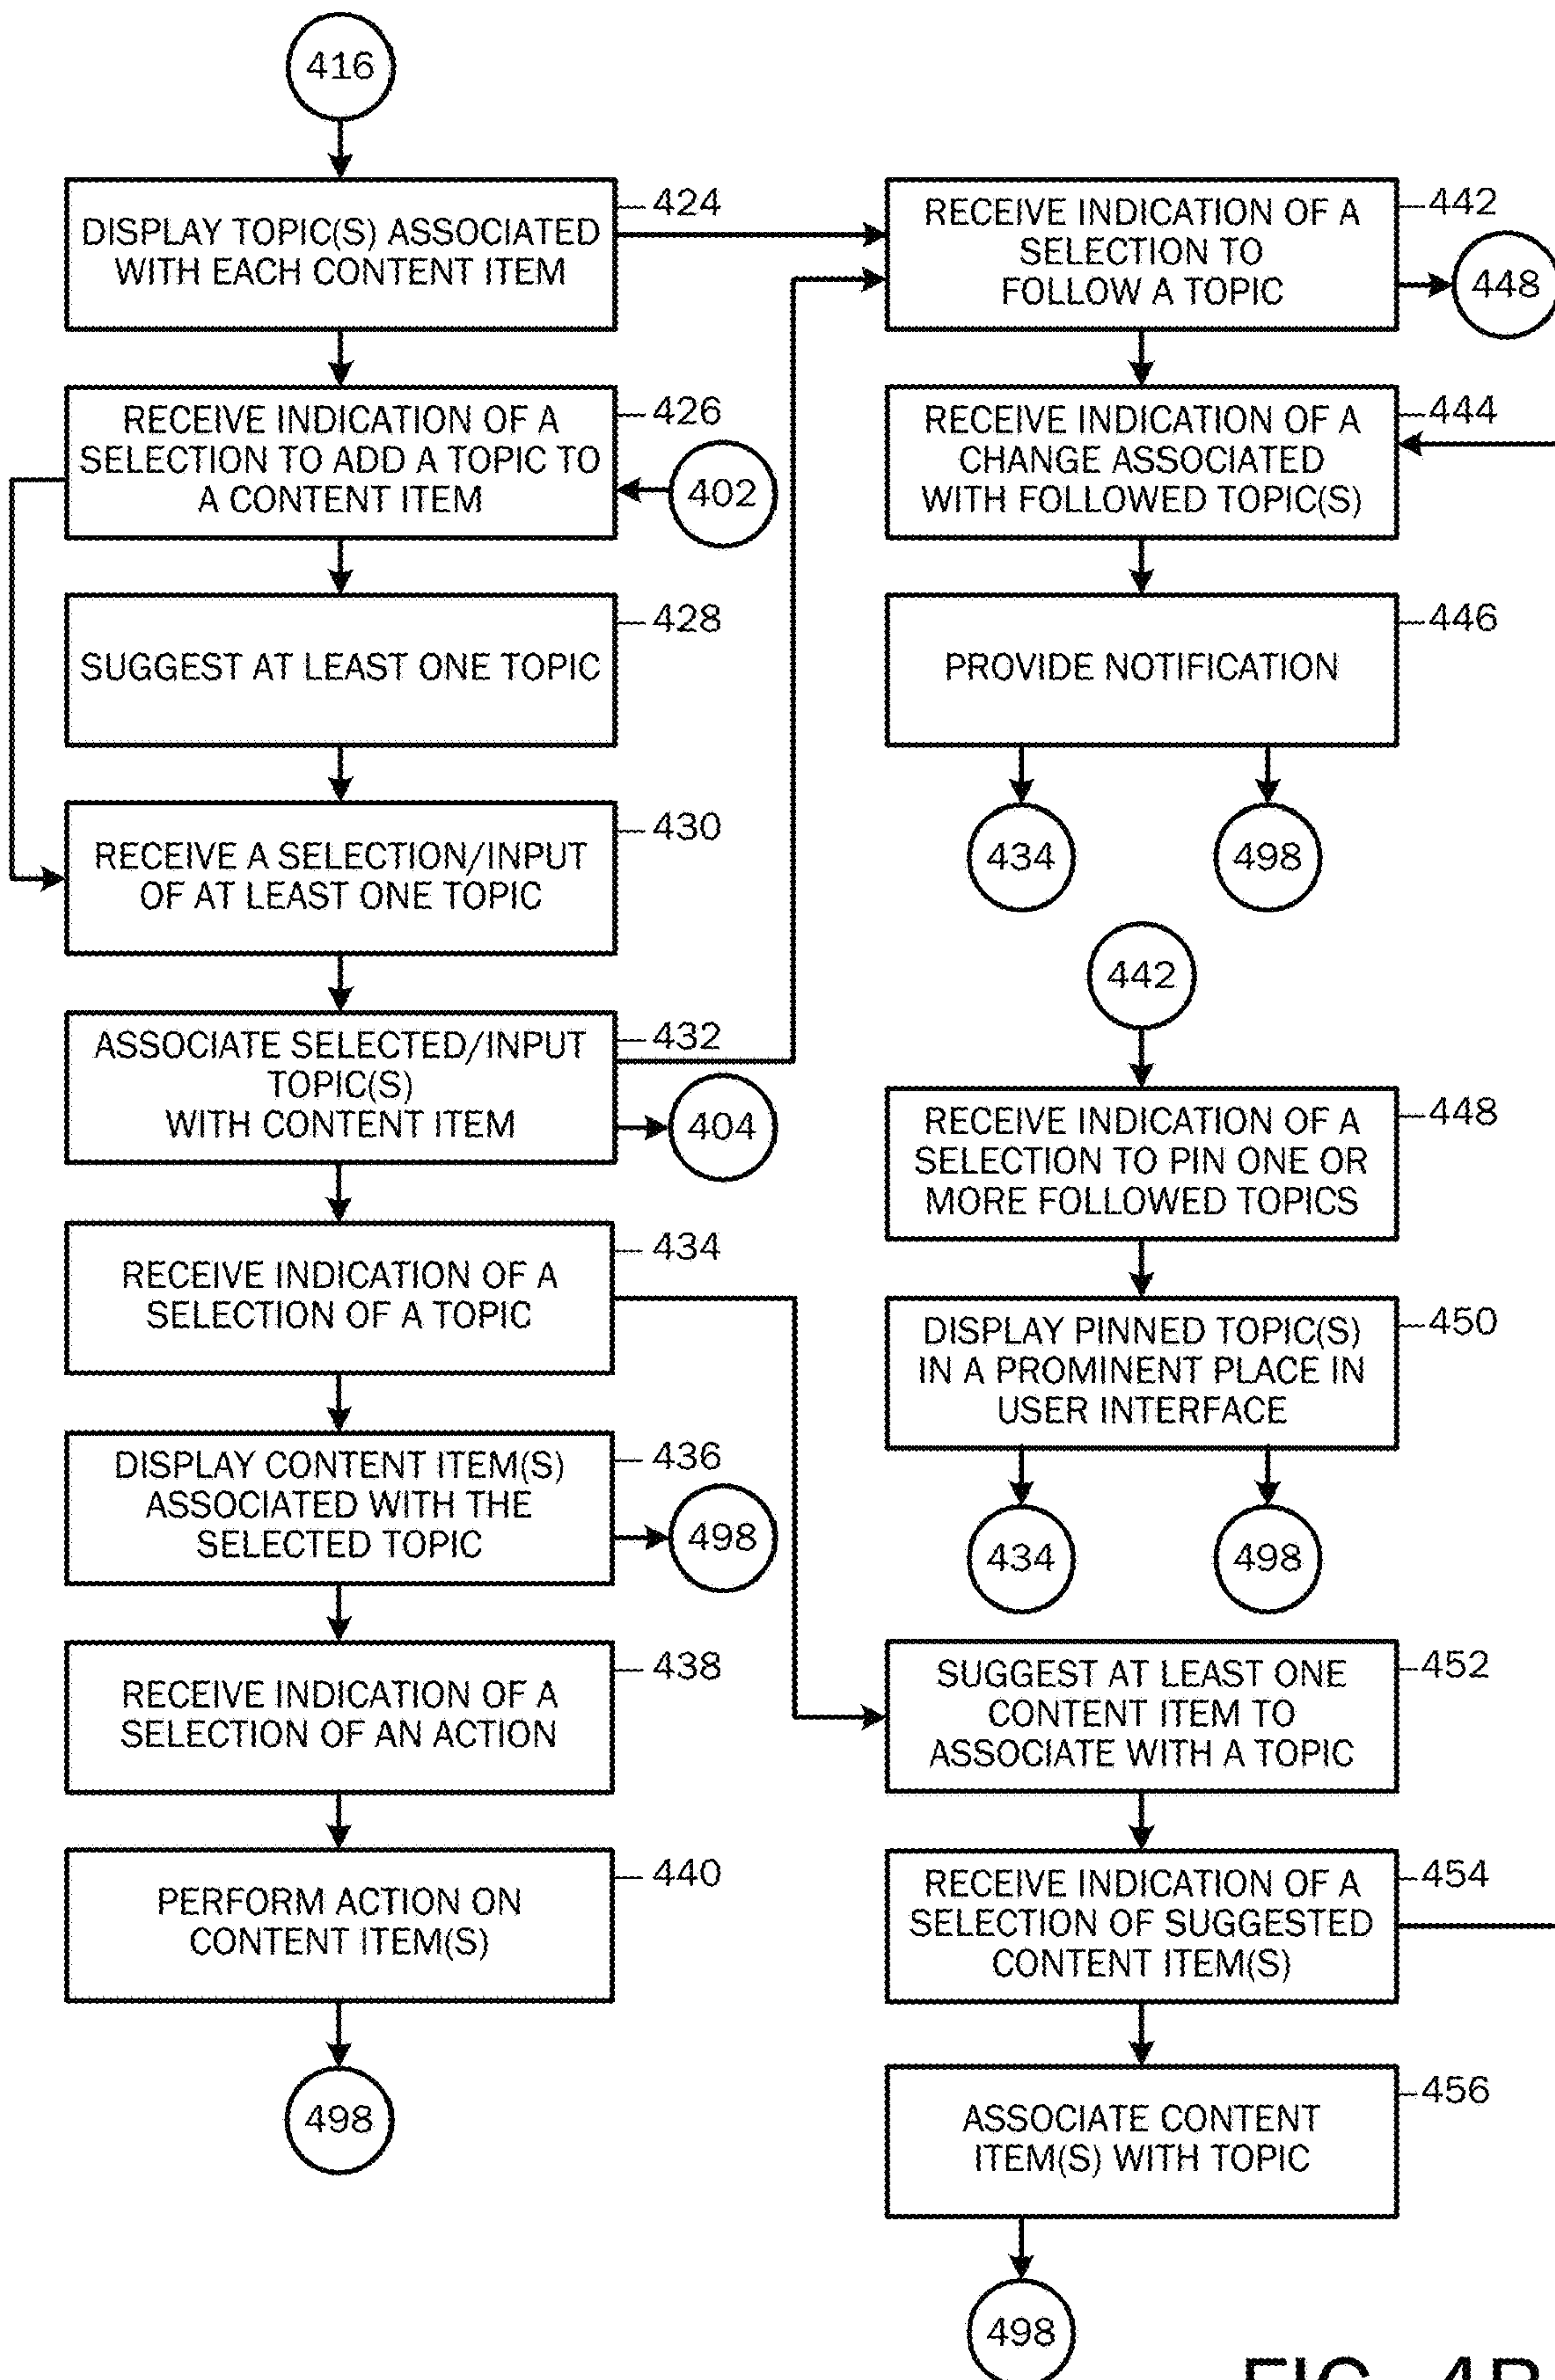 416
DISPLAY TOPIC(S) ASSOCIATED
WITH EACH CONTENT ITEM
424
RECEIVE INDICATION OF A
SELECTION TO ADD A TOPIC TO
A CONTENT ITEM
426
402
SUGGEST AT LEAST ONE TOPIC
428
RECEIVE A SELECTION/INPUT
OF AT LEAST ONE TOPIC
430
ASSOCIATE SELECTED/INPUT
TOPIC(S)
WITH CONTENT ITEM
432
404
RECEIVE INDICATION OF A
SELECTION OF A TOPIC
434
DISPLAY CONTENT ITEM(S)
ASSOCIATED WITH THE
SELECTED TOPIC
436
498
RECEIVE INDICATION OF A
SELECTION OF AN ACTION
438
PERFORM ACTION ON
CONTENT ITEM(S)
440
498
RECEIVE INDICATION OF A
SELECTION TO
FOLLOW A TOPIC
442
448
RECEIVE INDICATION OF A
CHANGE ASSOCIATED
WITH FOLLOWED TOPIC(S)
444
PROVIDE NOTIFICATION
446
434
498
442
RECEIVE INDICATION OF A
SELECTION TO PIN ONE OR
MORE FOLLOWED TOPICS
448
DISPLAY PINNED TOPIC(S)
IN A PROMINENT PLACE IN
USER INTERFACE
450
434
498
SUGGEST AT LEAST ONE
CONTENT ITEM TO
ASSOCIATE WITH A TOPIC
452
RECEIVE INDICATION OF A
SELECTION OF SUGGESTED
CONTENT ITEM(S)
454
ASSOCIATE CONTENT
ITEM(S) WITH TOPIC
456
498
FIG. 4B